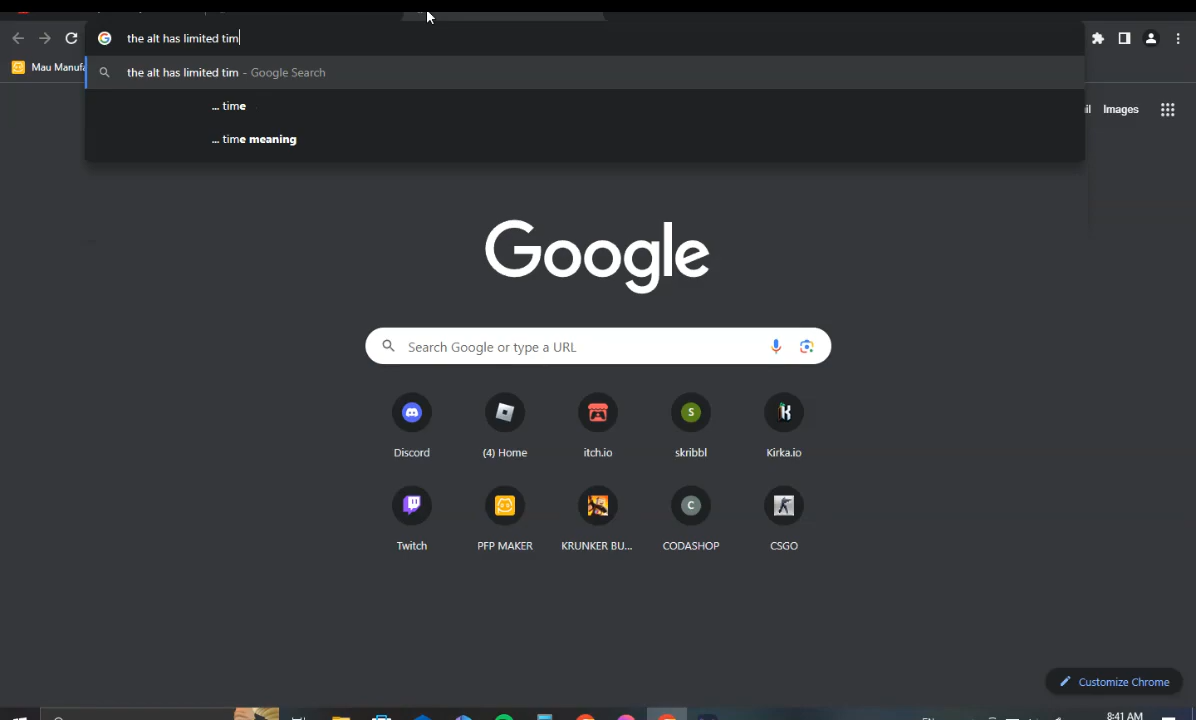 the alt has limited tim
Mau Manufa
the alt has limited tim - Google Search
... time
... time meaning
Images
Google
Search Google or type a URL
Discord
(4) Home
itch.io
S
skribbl
Kirka.io
Twitch
PFP MAKER
KRUNKER BU...
C
CODASHOP
CSGO
Customize Chrome
8:41 AM